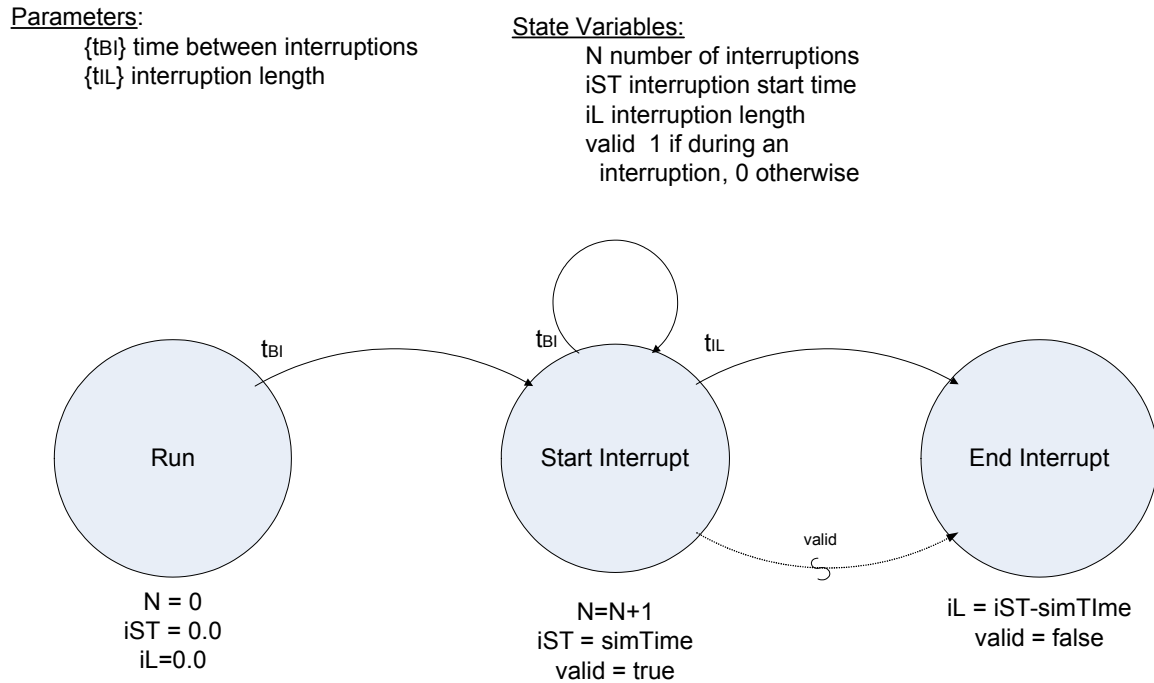 Parameters:
{tBI} time between interruptions
{tIL} interruption length
State Variables:
N number of interruptions
iST interruption start time
iL interruption length
valid 1 if during an
interruption, 0 otherwise
tBI
tBI
tIL
Run
Start Interrupt
End Interrupt
valid
N = 0
iST = 0.0
iL=0.0
N=N+1
iST = simTime
valid = true
iL = iST-simTIme
valid = false